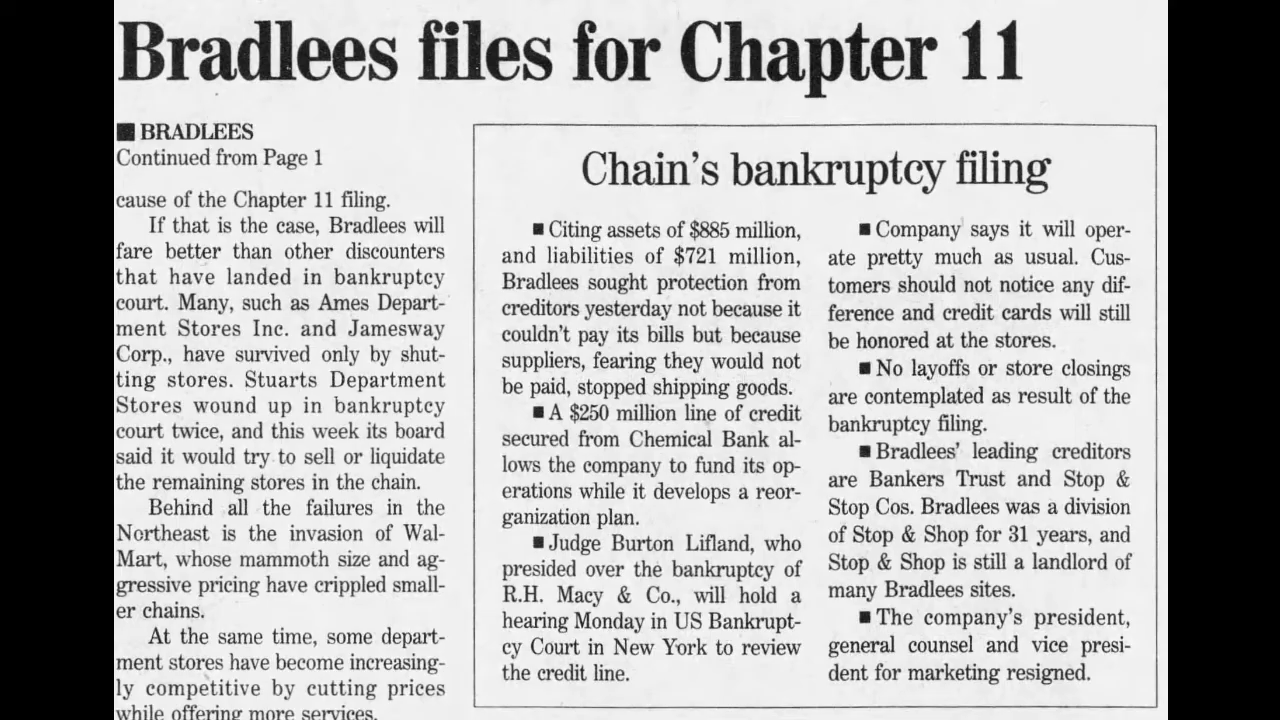 Bradlees files for Chapter 11
■ BRADLEES
Continued from Page 1
cause of the Chapter 11 filing.
If that is the case, Bradlees will
fare better than other discounters
that have landed in bankruptcy
court. Many, such as Ames Depart-
ment Stores Inc. and Jamesway
Corp., have survived only by shut-
ting stores. Stuarts Department
Stores wound up in bankruptcy
court twice, and this week its board
said it would try to sell or liquidate
the remaining stores in the chain.
Behind all the failures in the
Northeast is the invasion of Wal-
Mart, whose mammoth size and ag-
gressive pricing have crippled small-
er chains.
At the same time, some depart-
ment stores have become increasing-
ly competitive by cutting prices
while offering more services.
Chain's bankruptcy filing
■ Citing assets of $885 million,
and liabilities of $721 million,
Bradlees sought protection from
creditors yesterday not because it
couldn't pay its bills but because
suppliers, fearing they would not
be paid, stopped shipping goods.
■ A $250 million line of credit
secured from Chemical Bank al-
lows the company to fund its op-
erations while it develops a reor-
ganization plan.
■ Judge Burton Lifland, who
presided over the bankruptcy of
R.H. Macy & Co., will hold a
hearing Monday in US Bankrupt-
cy Court in New York to review
the credit line.
■ Company says it will oper-
ate pretty much as usual. Cus-
tomers should not notice any dif-
ference and credit cards will still
be honored at the stores.
■ No layoffs or store closings
are contemplated as result of the
bankruptcy filing.
■ Bradlees' leading creditors
are Bankers Trust and Stop &
Stop Cos. Bradlees was a division
of Stop & Shop for 31 years, and
Stop & Shop is still a landlord of
many Bradlees sites.
■ The company's president,
general counsel and vice presi-
dent for marketing resigned.